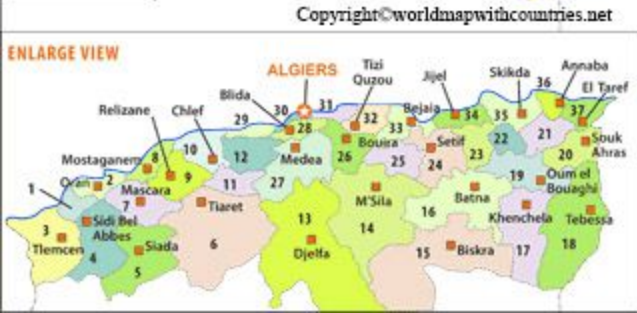 Copyright©worldmapwithcountries.net
ENLARGE VIEW
ALGIERS
Tizi
Ouzou
Jijel
Skikda
36
Annaba
El Taref
Blida
30
31
32
Bejaia
34
35
37
Relizane
Chlef
29
28
Bouira
33
Setif
22
21
Souk
Ahras
Mostaganem
8
10
12
Medea
26
25
24
23
20
1
Oran
2
9
11
27
19
Oum el
Bouaghi
Mascara
7
Tiaret
M'Sila
Batna
16
Khenchela
Tebessa
3
Sidi Bel
Abbes
13
14
Tlemcen
4
Siada
5
6
Djelfa
15
Biskra
17
18